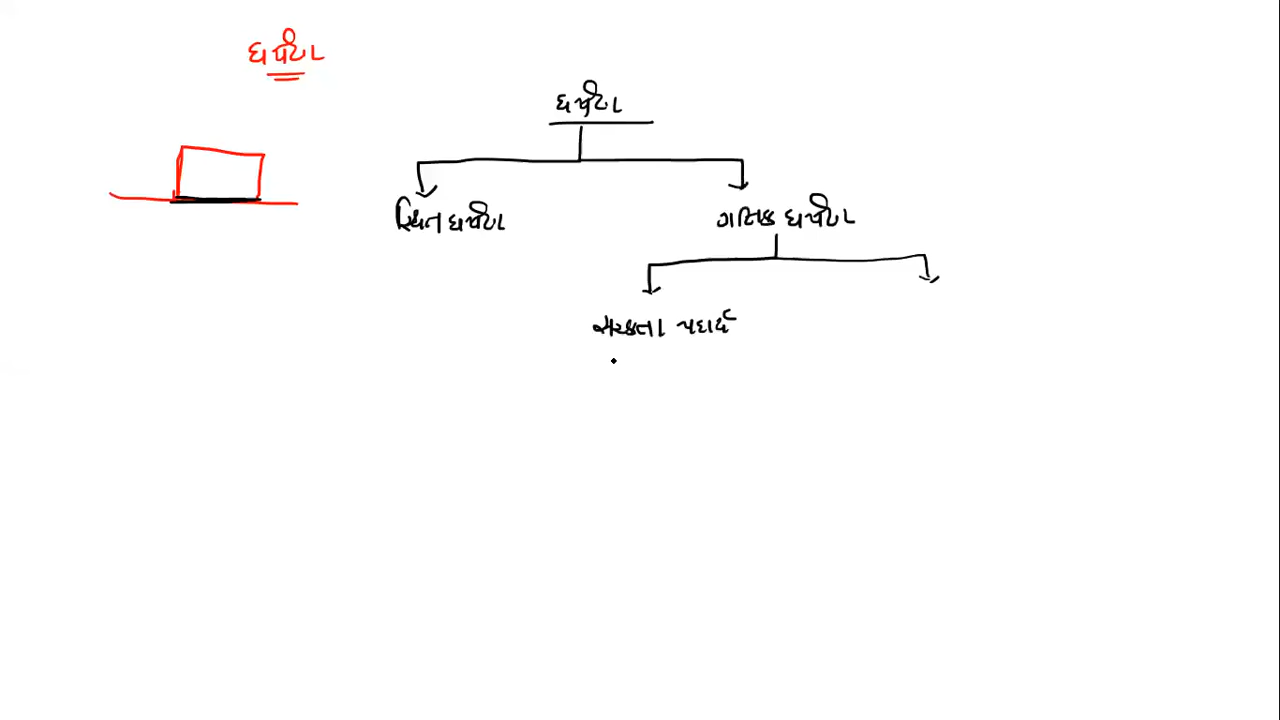 ઘર્ષણ
ઘર્ષણ
સ્થિત ઘર્ષણ
ગતિક ઘર્ષણ
સરકતા પદાર્થ